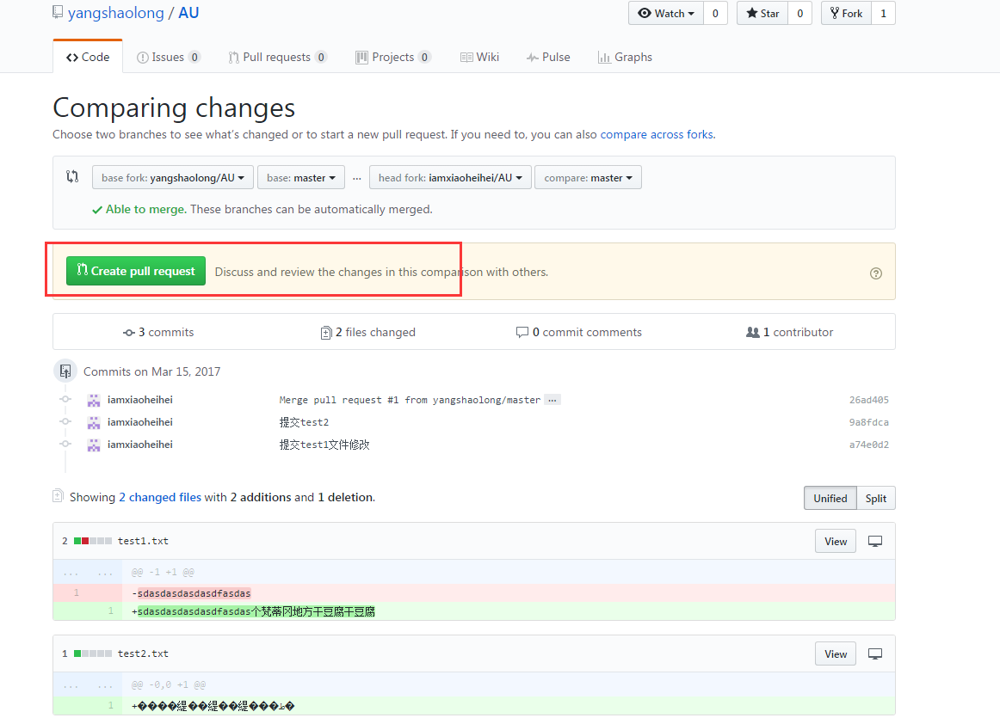 yangshaolong / AU
Watch 0 Star 0 Fork 1
Code Issues 0 Pull requests 0 Projects 0 Wiki Pulse Graphs
Comparing changes
Choose two branches to see what's changed or to start a new pull request. If you need to, you can also compare across forks.
base fork: yangshaolong/AU base: master ... head fork: iamxiaoheihei/AU compare: master
Able to merge. These branches can be automatically merged.
Create pull request Discuss and review the changes in this comparison with others.
3 commits 2 files changed 0 commit comments 1 contributor
Commits on Mar 15, 2017
iamxiaoheihei Merge pull request #1 from yangshaolong/master … 26ad405
iamxiaoheihei 提交test2 9a8fdca
iamxiaoheihei 提交test1文件修改 a74e0d2
Showing 2 changed files with 2 additions and 1 deletion.
Unified Split
2 test1.txt View
... ... @@ -1 +1 @@
1 -sdasdasdasdasdfasdas
1 +sdasdasdasdasdfasdas个梵蒂冈地方干豆腐干豆腐
1 test2.txt View
... ... @@ -0,0 +1 @@
1 +����緹��緹��緹���ﻅ�